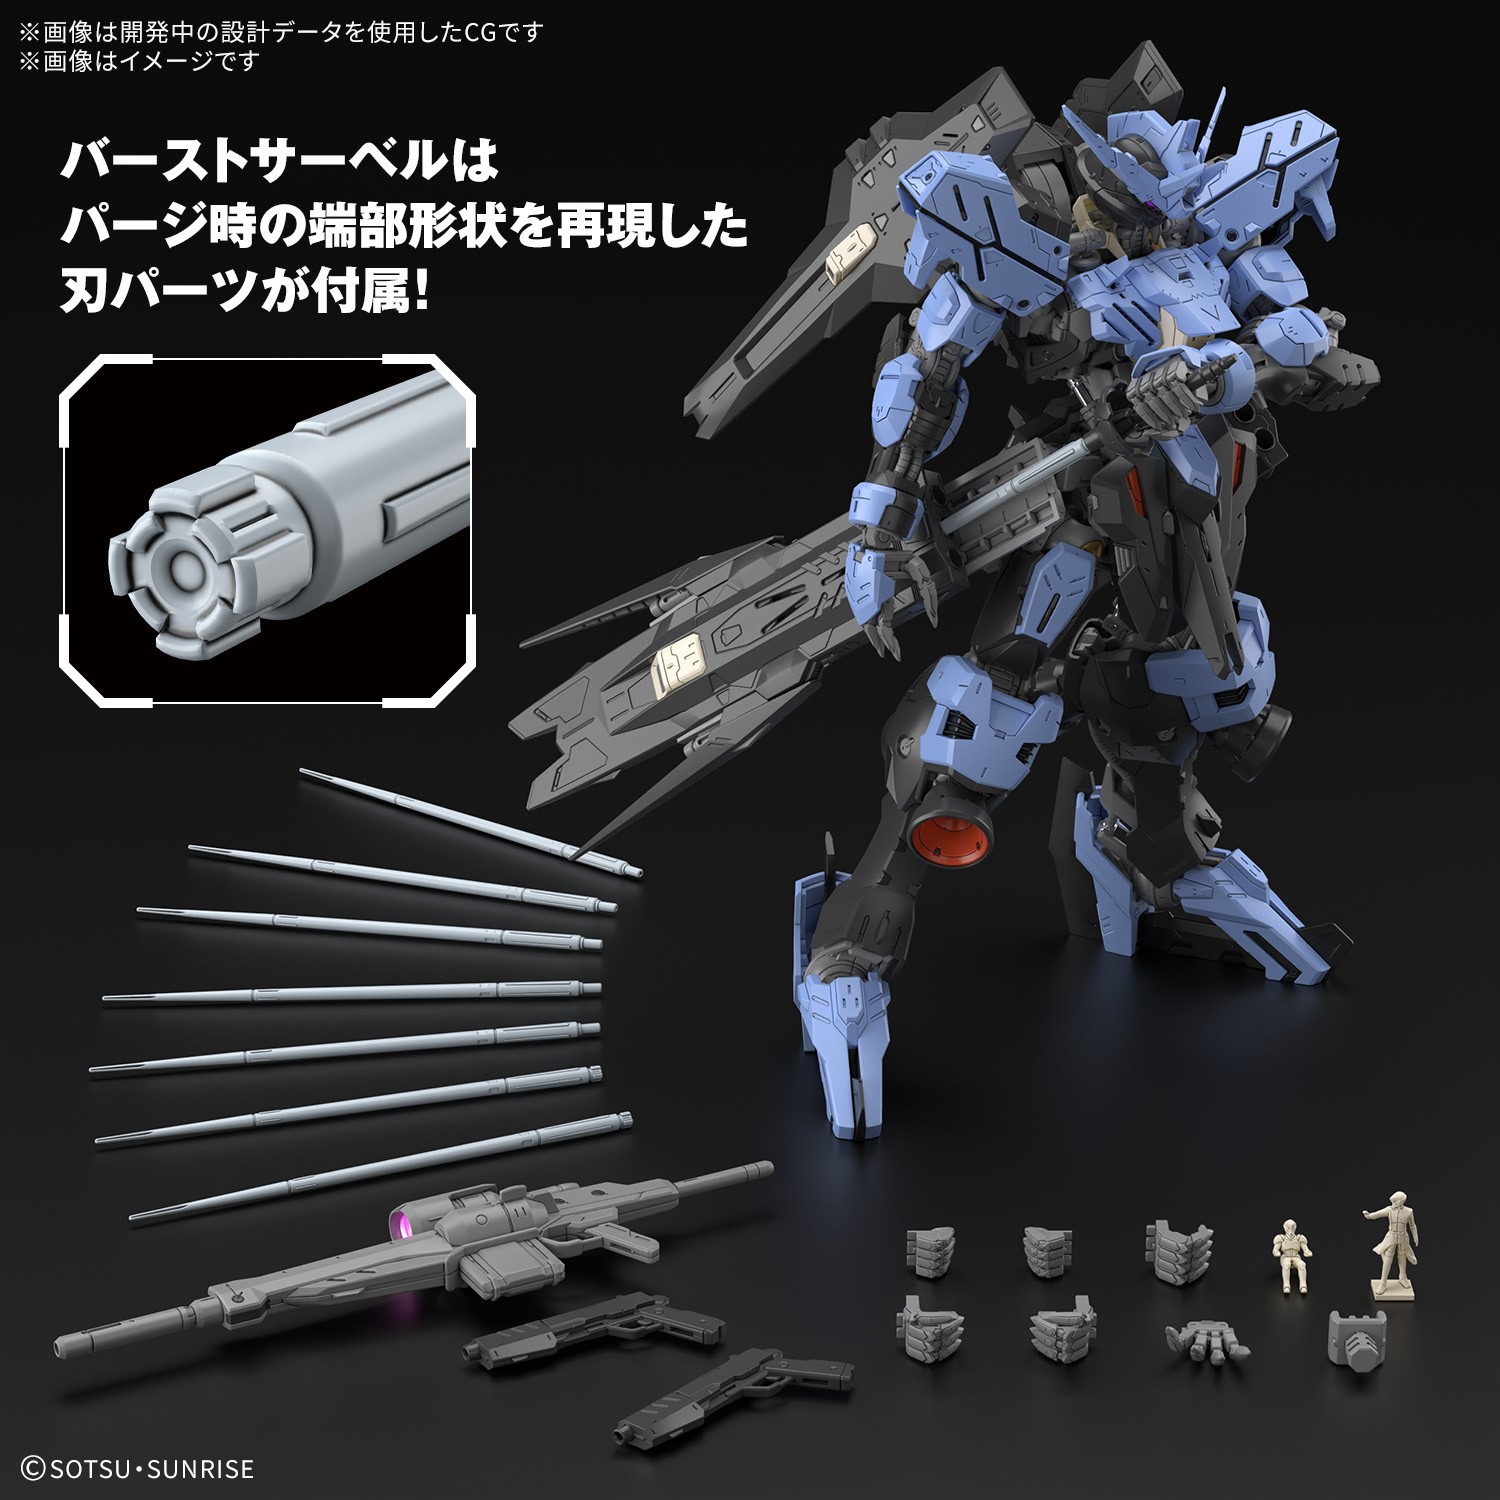 ※画像は開発中の設計データを使用したCGです
※画像はイメージです
バーストサーベルは
パージ時の端部形状を再現した
刃パーツが付属!
©SOTSU・SUNRISE